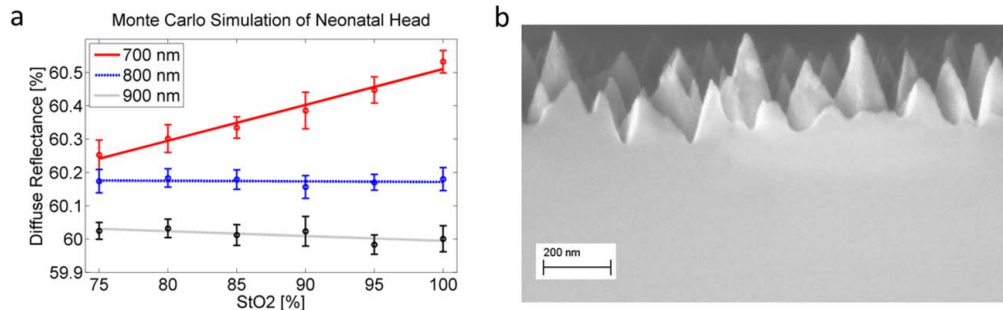 a
Monte Carlo Simulation of Neonatal Head
Diffuse Reflectance [%]
60.5
60.4
60.3
60.2
60.1
60
59.9
700 nm
800 nm
900 nm
75 80 85 90 95 100
StO2 [%]
b
200 nm